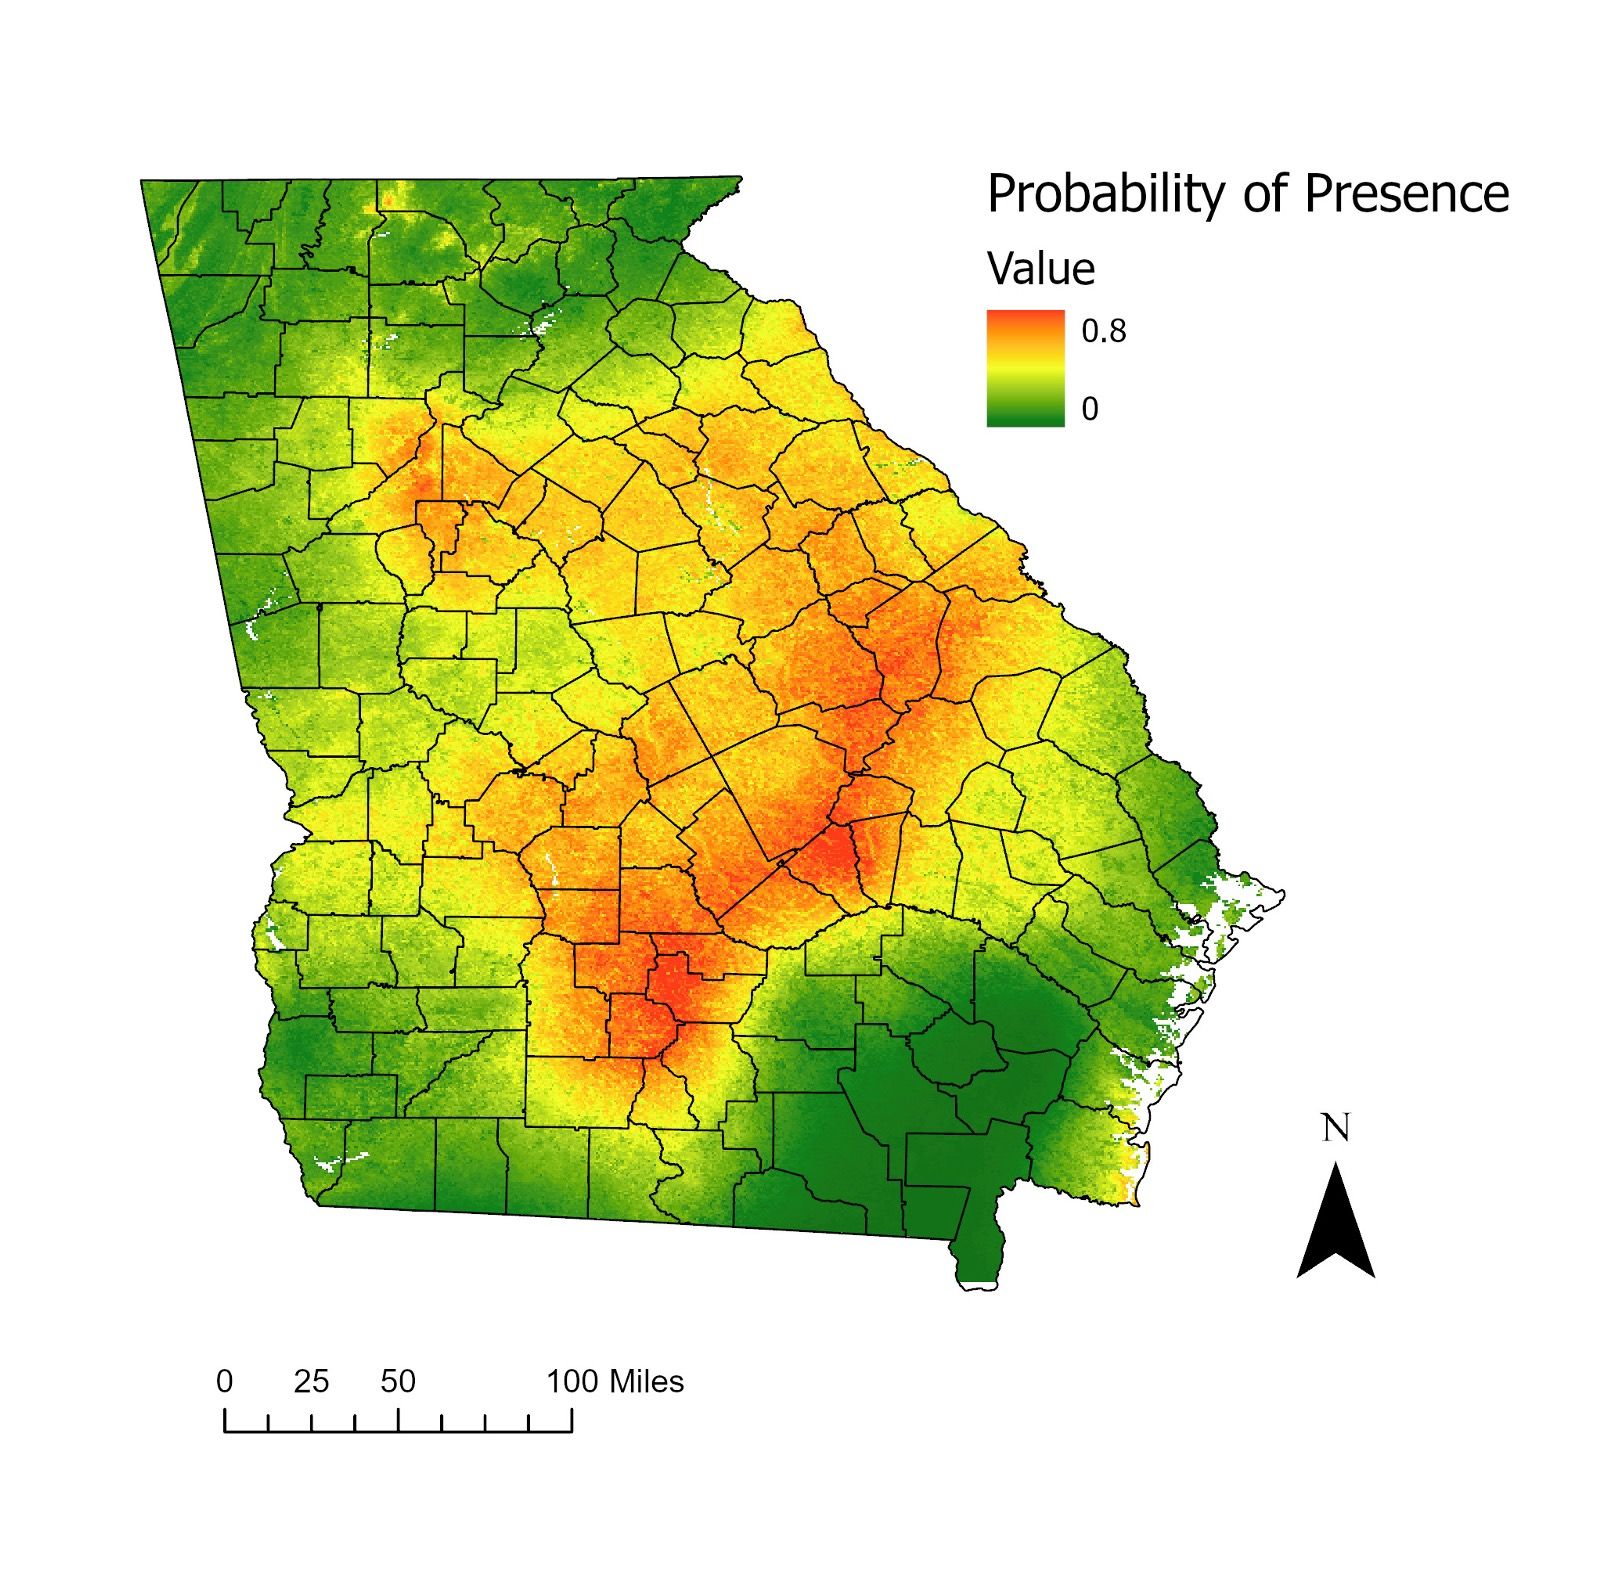 Probability of Presence
Value
0.8
0
N
0 25 50 100 Miles